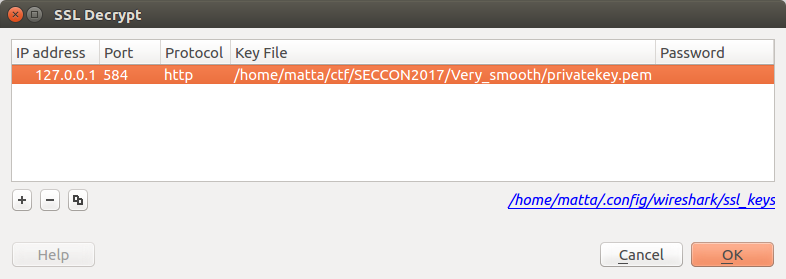 SSL Decrypt
IP address Port Protocol Key File Password
127.0.0.1 584 http /home/matta/ctf/SECCON2017/Very_smooth/privatekey.pem
/home/matta/.config/wireshark/ssl_keys
Help Cancel OK